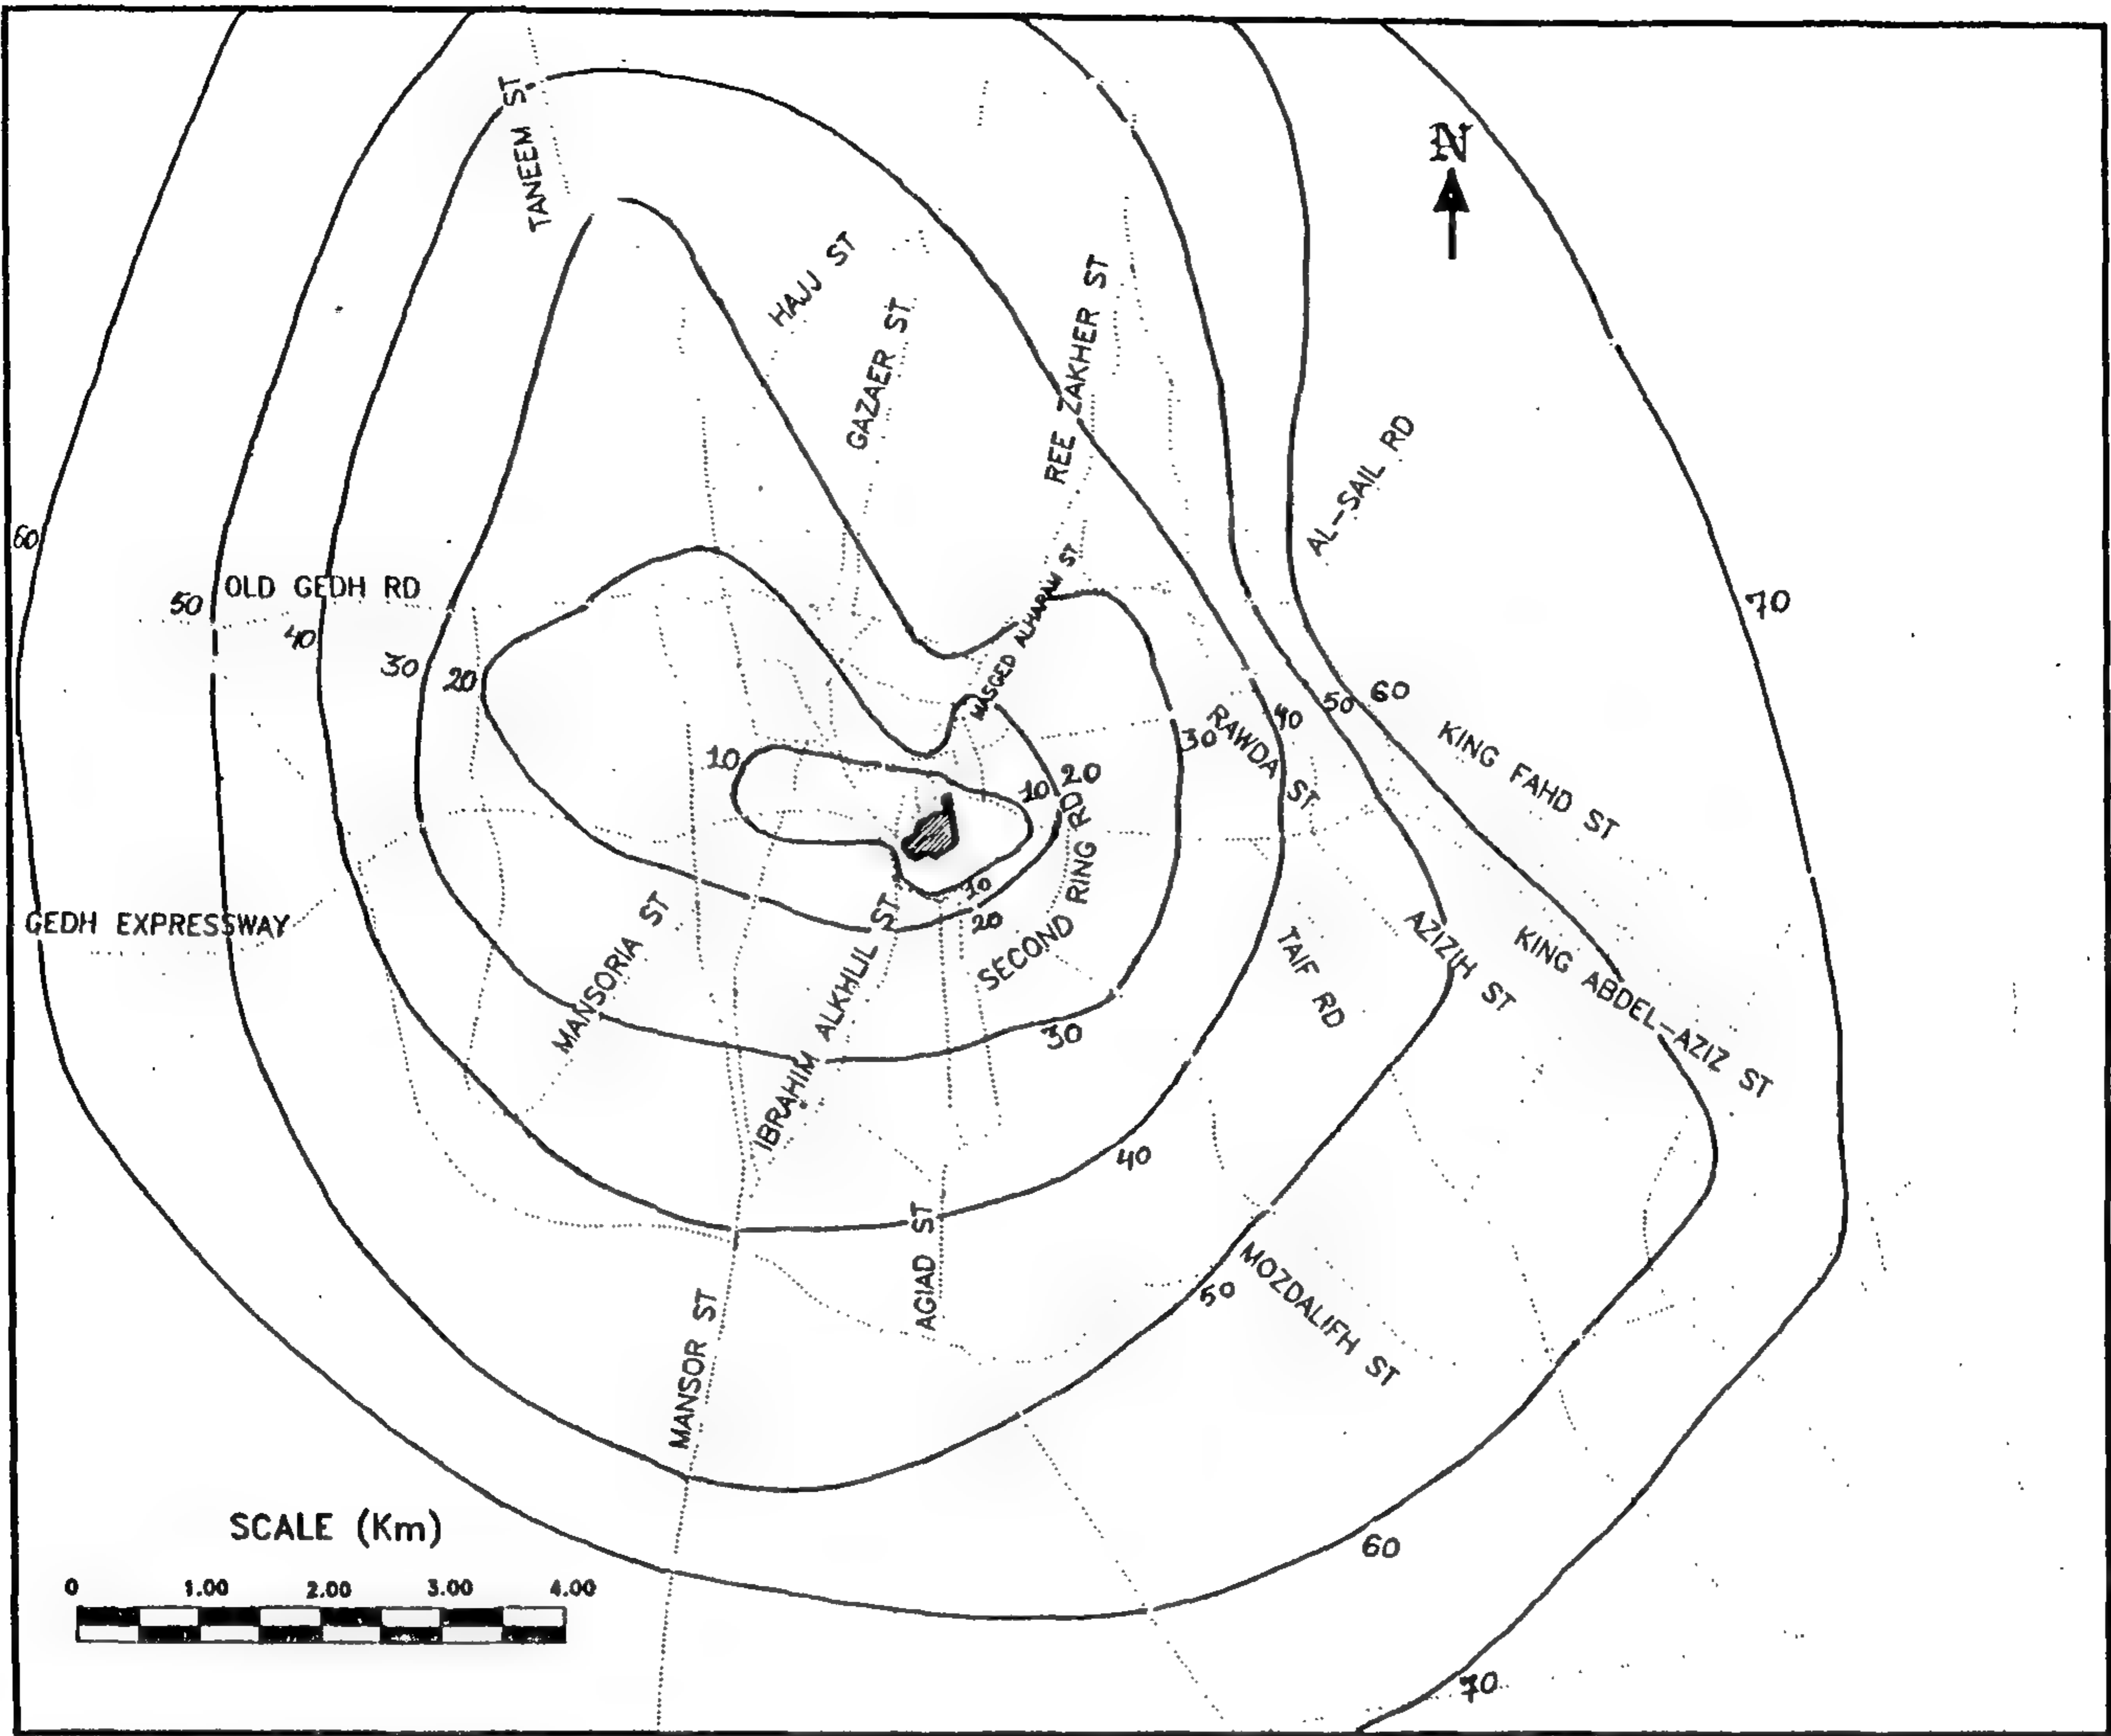 TANEEM ST
N
HAJJ ST
GAZAER ST
REE ZAKHER ST
AL-SAIL RD
MASGED ALHARAM ST
60
OLD GEDH RD
50
40
30
20
70
60
50
40
30
RAWDA ST
KING FAHD ST
10
10
20
SECOND RING RD
GEDH EXPRESSWAY
MANSORIA ST
IBRAHIM ALKHLIL ST
10
20
TAIF RD
AZIZIH ST
KING ABDEL-AZIZ ST
30
40
AGIAD ST
MANSOR ST
50
MOZDALIFH ST
SCALE (Km)
0 1.00 2.00 3.00 4.00
60
70